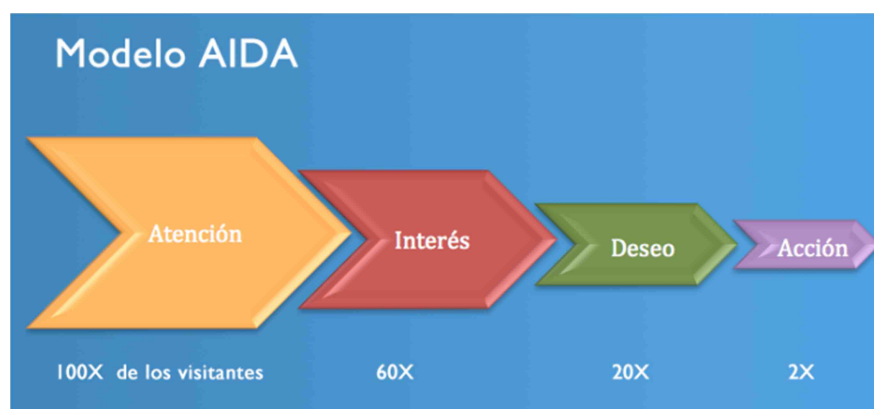 Modelo AIDA
Atención
Interés
Deseo
Acción
100X de los visitantes
60X
20X
2X